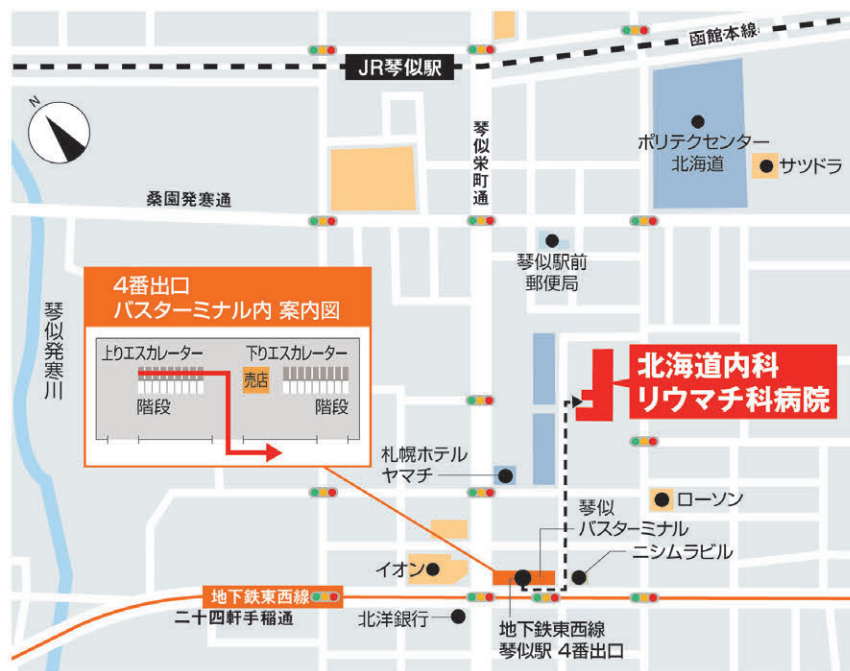 函館本線
JR琴似駅
N
ポリテクセンター
北海道
サツドラ
琴似栄町通
桑園発寒通
琴似駅前
郵便局
4番出口
バスターミナル内 案内図
上りエスカレーター
下りエスカレーター
売店
階段
階段
琴似発寒川
北海道内科
リウマチ科病院
札幌ホテル
ヤマチ
ローソン
琴似
バスターミナル
ニシムラビル
イオン
地下鉄東西線
二十四軒手稲通
北洋銀行
地下鉄東西線
琴似駅 4番出口